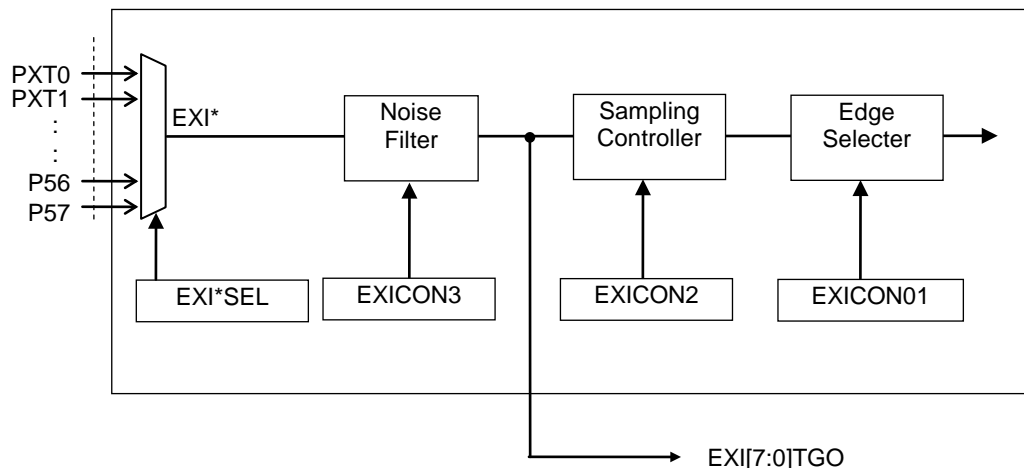 PXT0
PXT1
:
:
P56
P57
EXI*
Noise
Filter
Sampling
Controller
Edge
Selecter
EXI*SEL
EXICON3
EXICON2
EXICON01
EXI[7:0]TGO